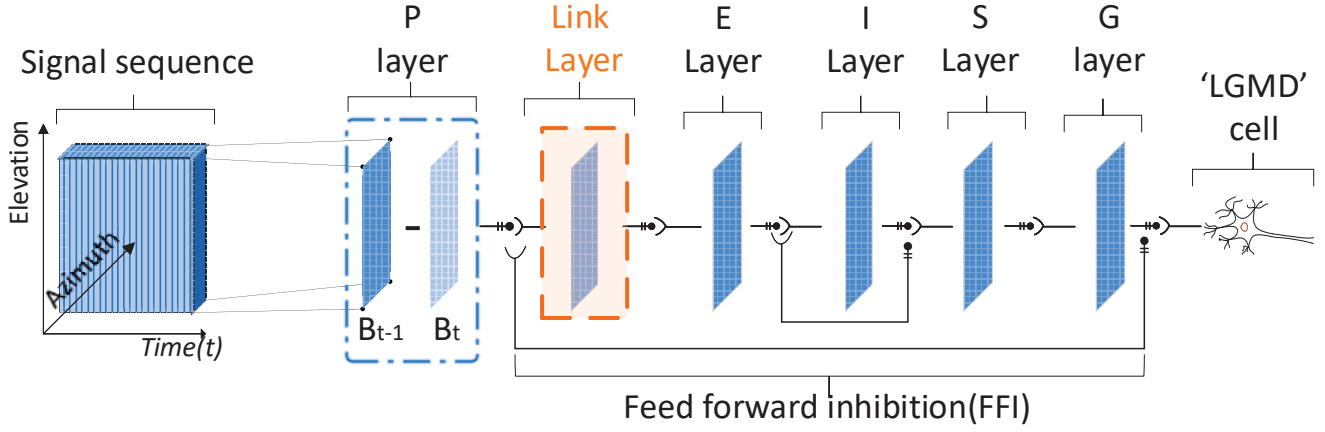 Signal sequence
P
layer
Link
Layer
E
Layer
I
Layer
S
Layer
G
layer
‘LGMD’
cell
Elevation
Azimuth
Time(t)
-
Bt-1
Bt
Feed forward inhibition(FFI)